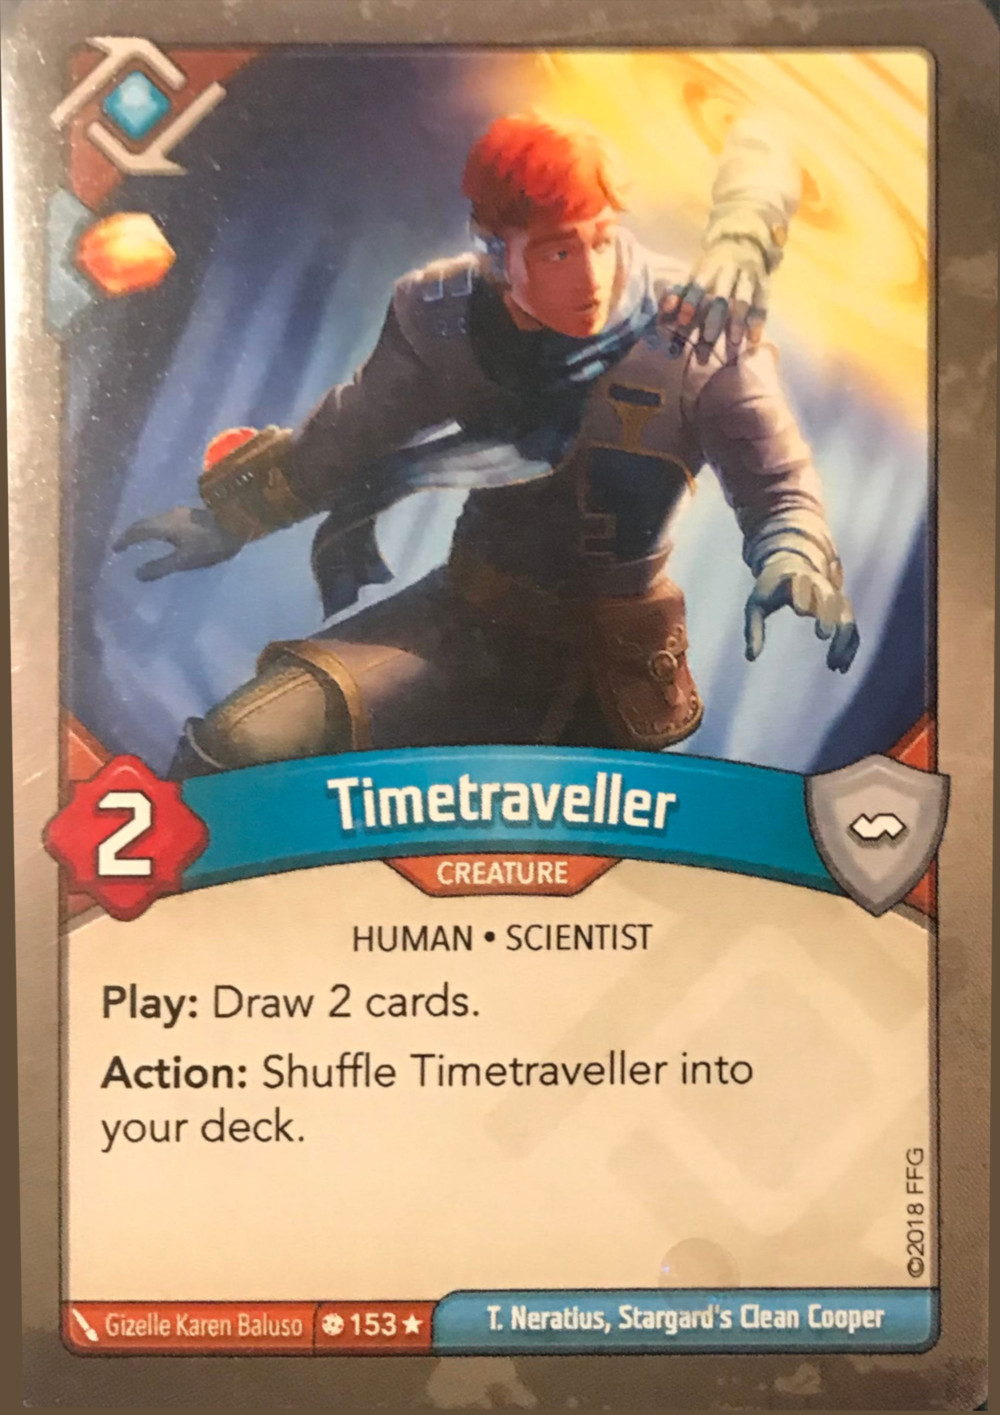 Timetraveller
2
CREATURE
HUMAN • SCIENTIST
Play: Draw 2 cards.
Action: Shuffle Timetraveller into
your deck.
©2018 FFG
Gizelle Karen Baluso
153★
T. Neratius, Stargard's Clean Cooper